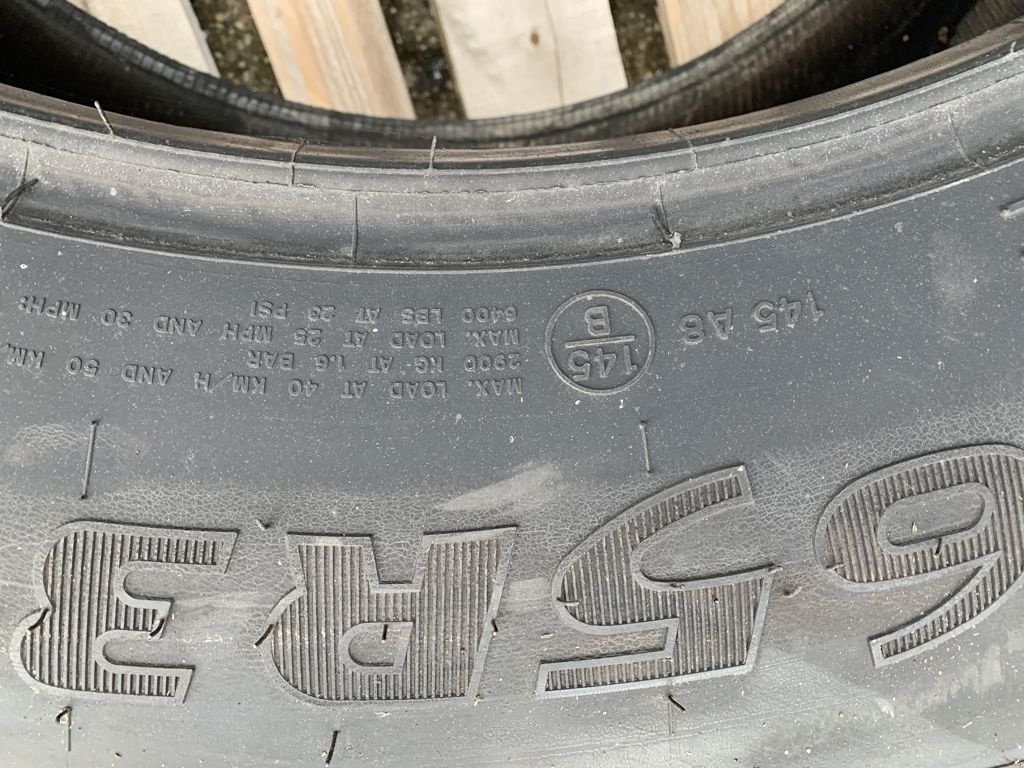 65R3
145 A8
145
B
MAX. LOAD AT 40 KM/H AND 50 KM/
2900 KG AT 1.6 BAR
MAX. LOAD AT 25 MPH AND 30 MPH:
6400 LBS AT 23 PSI